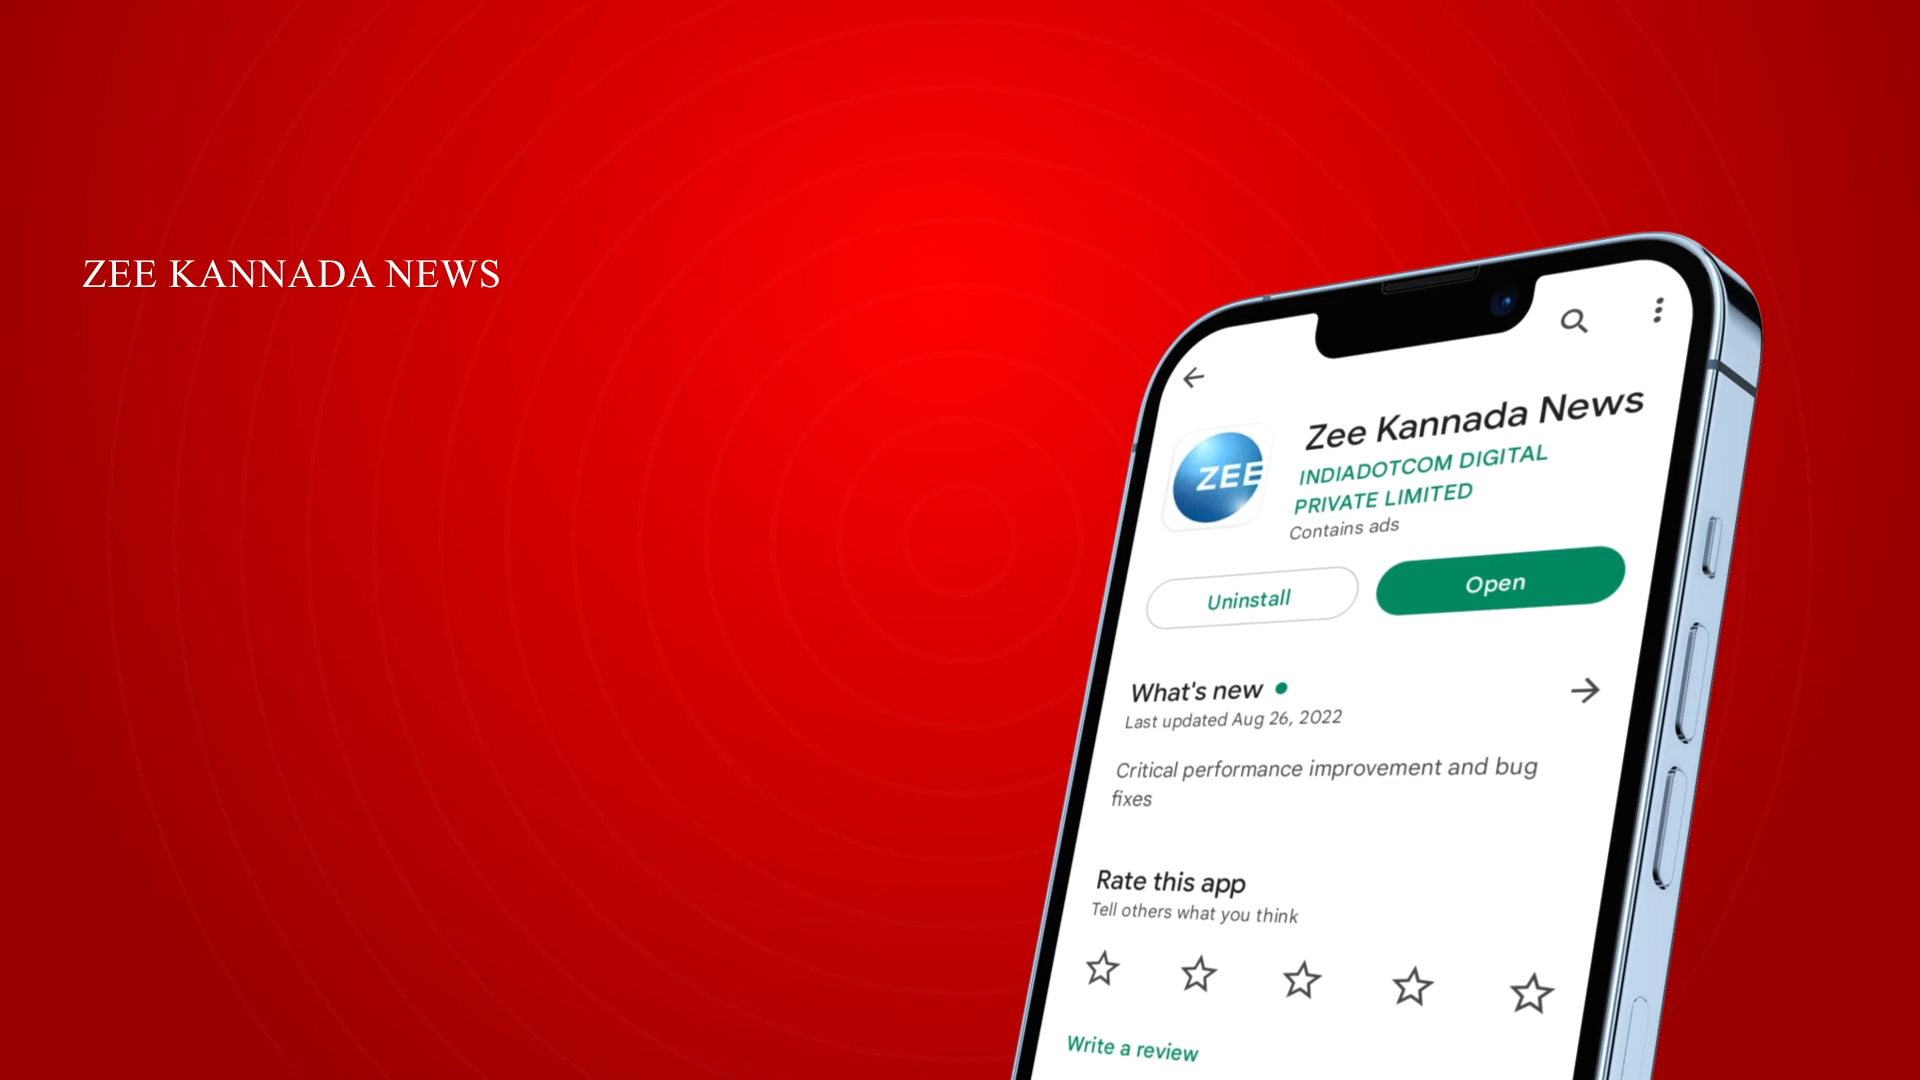 ZEE KANNADA NEWS
Zee Kannada News
ZEE
INDIADOTCOM DIGITAL
PRIVATE LIMITED
Contains ads
Uninstall
Open
What's new
Last updated Aug 26, 2022
Critical performance improvement and bug
fixes
Rate this app
Tell others what you think
Write a review